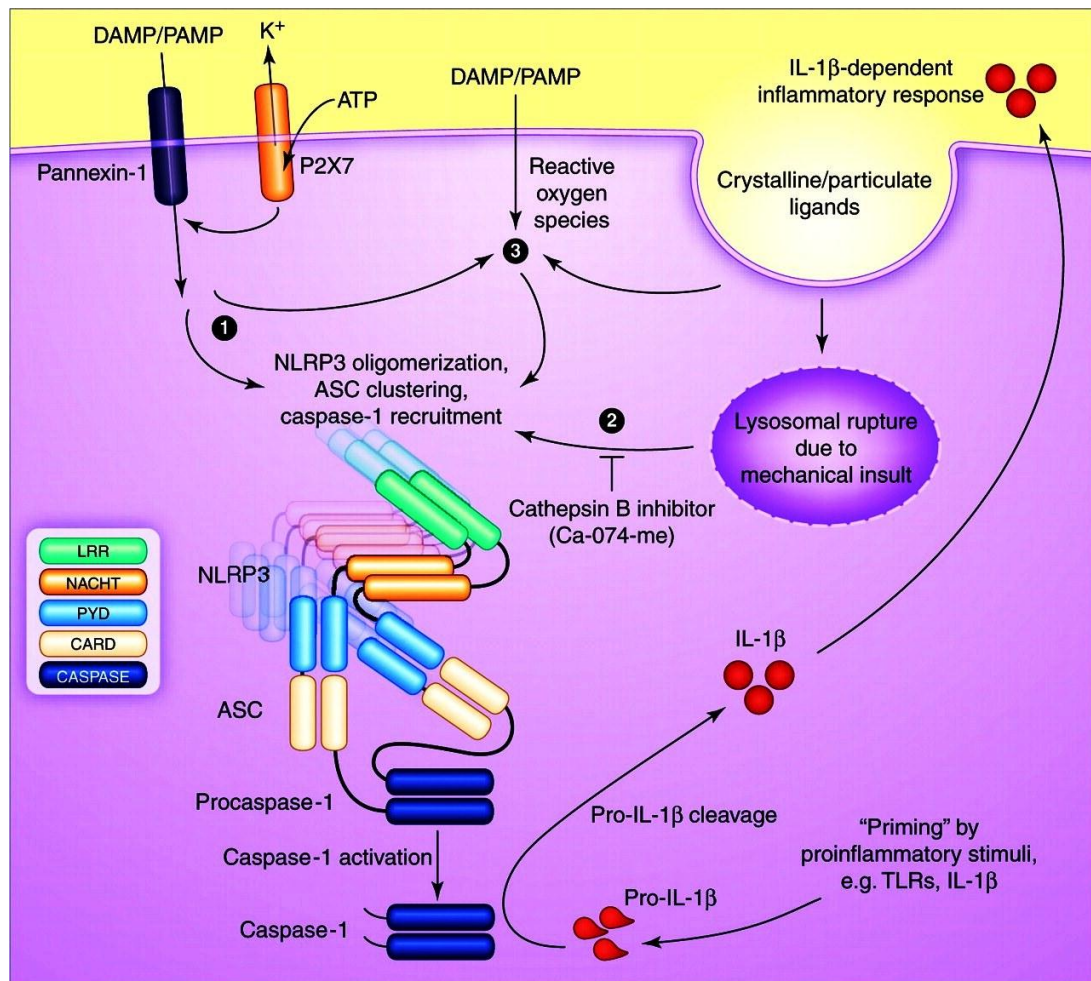 DAMP/PAMP
K+
ATP
Pannexin-1
P2X7
DAMP/PAMP
Reactive
oxygen
species
IL-1β-dependent
inflammatory response
Crystalline/particulate
ligands
3
1
NLRP3 oligomerization,
ASC clustering,
caspase-1 recruitment
2
Lysosomal rupture
due to
mechanical insult
Cathepsin B inhibitor
(Ca-074-me)
LRR
NACHT
PYD
CARD
CASPASE
NLRP3
ASC
Procaspase-1
Caspase-1 activation
Caspase-1
IL-1β
Pro-IL-1β cleavage
Pro-IL-1β
“Priming” by
proinflammatory stimuli,
e.g. TLRs, IL-1β